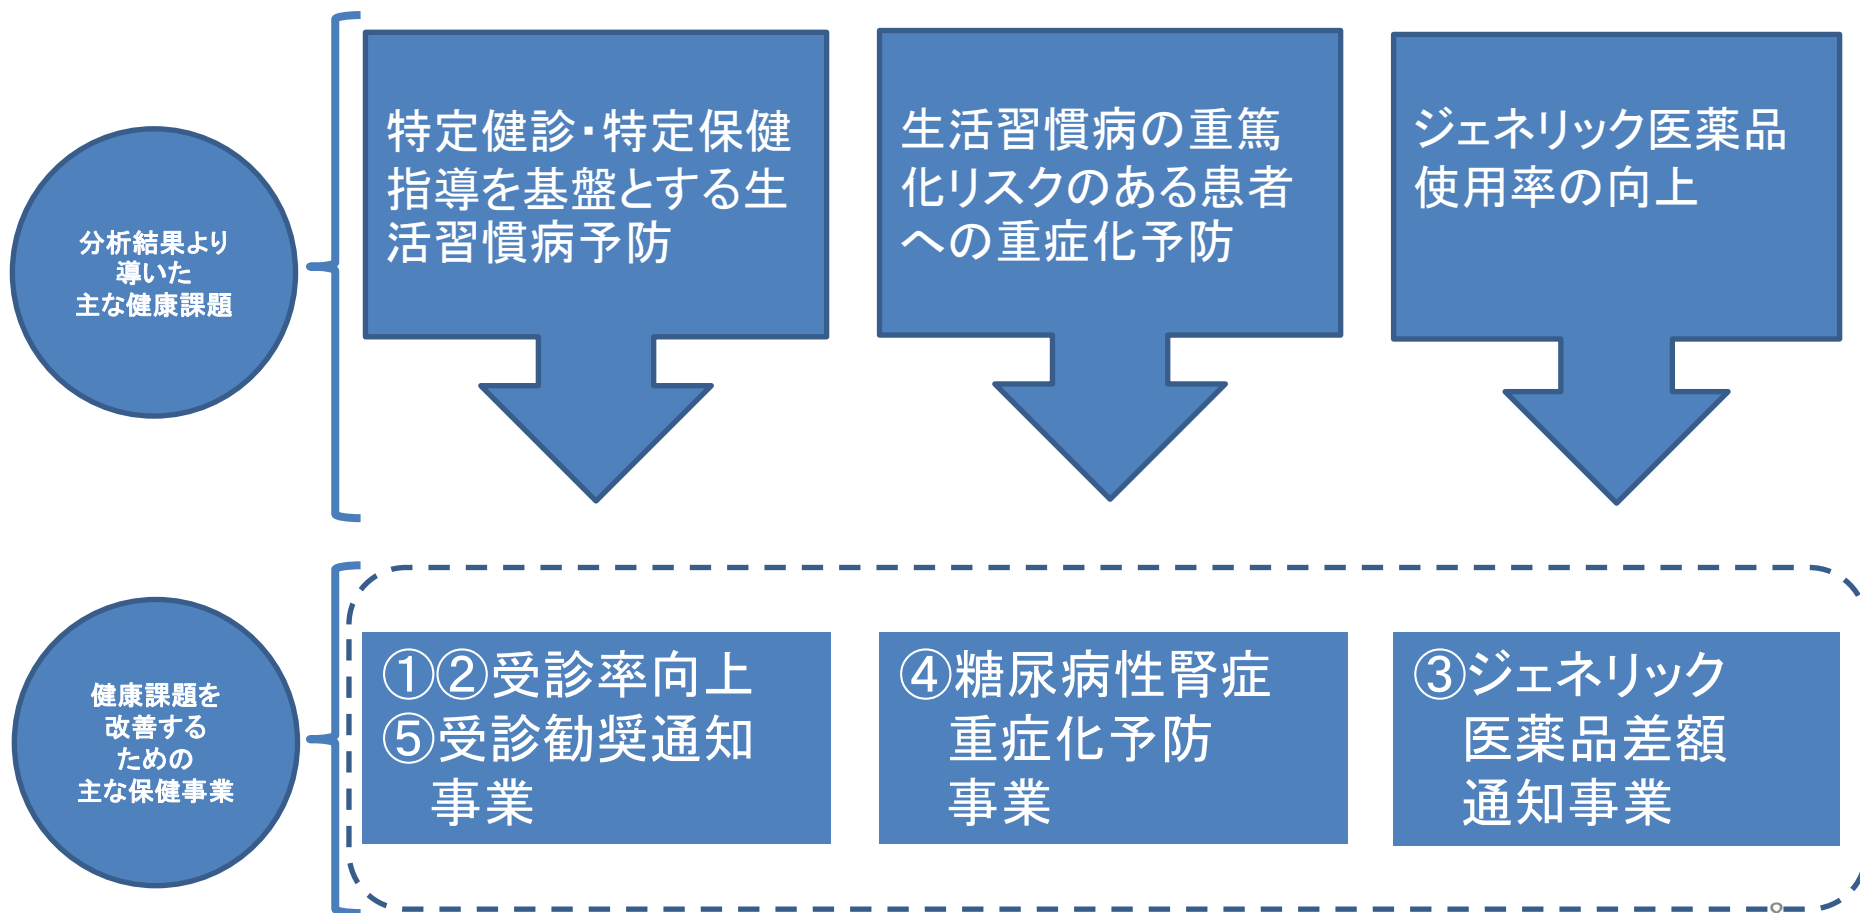 分析結果より
導いた
主な健康課題
特定健診・特定保健
指導を基盤とする生
活習慣病予防
生活習慣病の重篤
化リスクのある患者
への重症化予防
ジェネリック医薬品
使用率の向上
健康課題を
改善する
ための
主な保健事業
①②受診率向上
⑤受診勧奨通知
事業
④糖尿病性腎症
重症化予防
事業
③ジェネリック
医薬品差額
通知事業